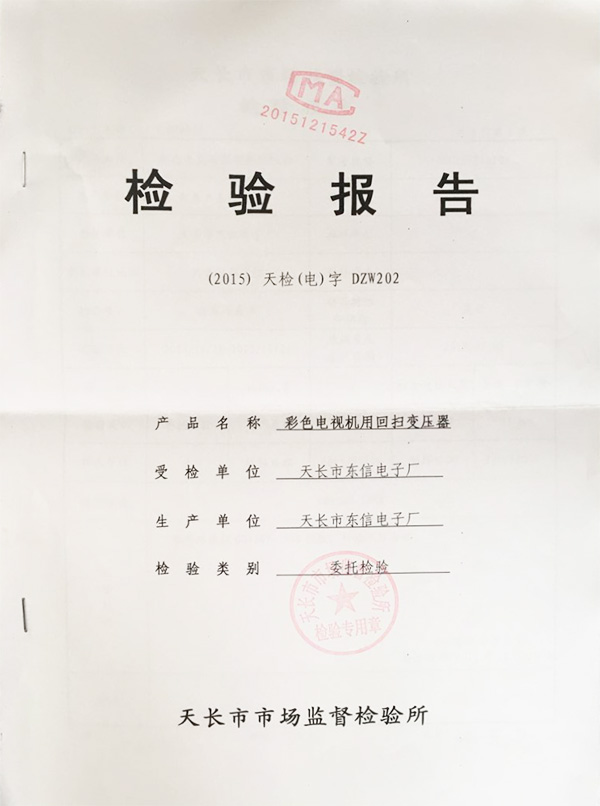 MA
2015121542Z
检验报告
(2015) 天检(电)字 DZW202
产品名称 彩色电视机用回扫变压器
受检单位 天长市东信电子厂
生产单位 天长市东信电子厂
检验类别 委托检验
检验专用章
天长市市场监督检验所